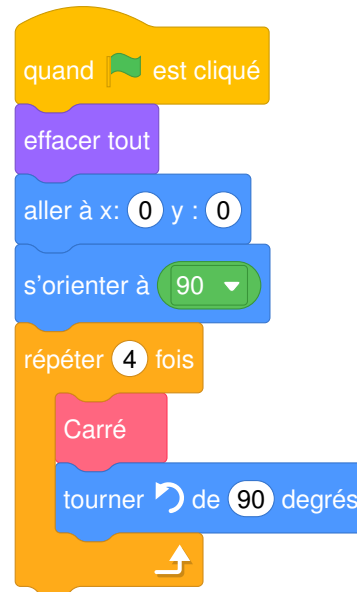 quand est cliqué
effacer tout
aller à x: 0 y : 0
s’orienter à 90
répéter 4 fois
Carré
tourner de 90 degrés